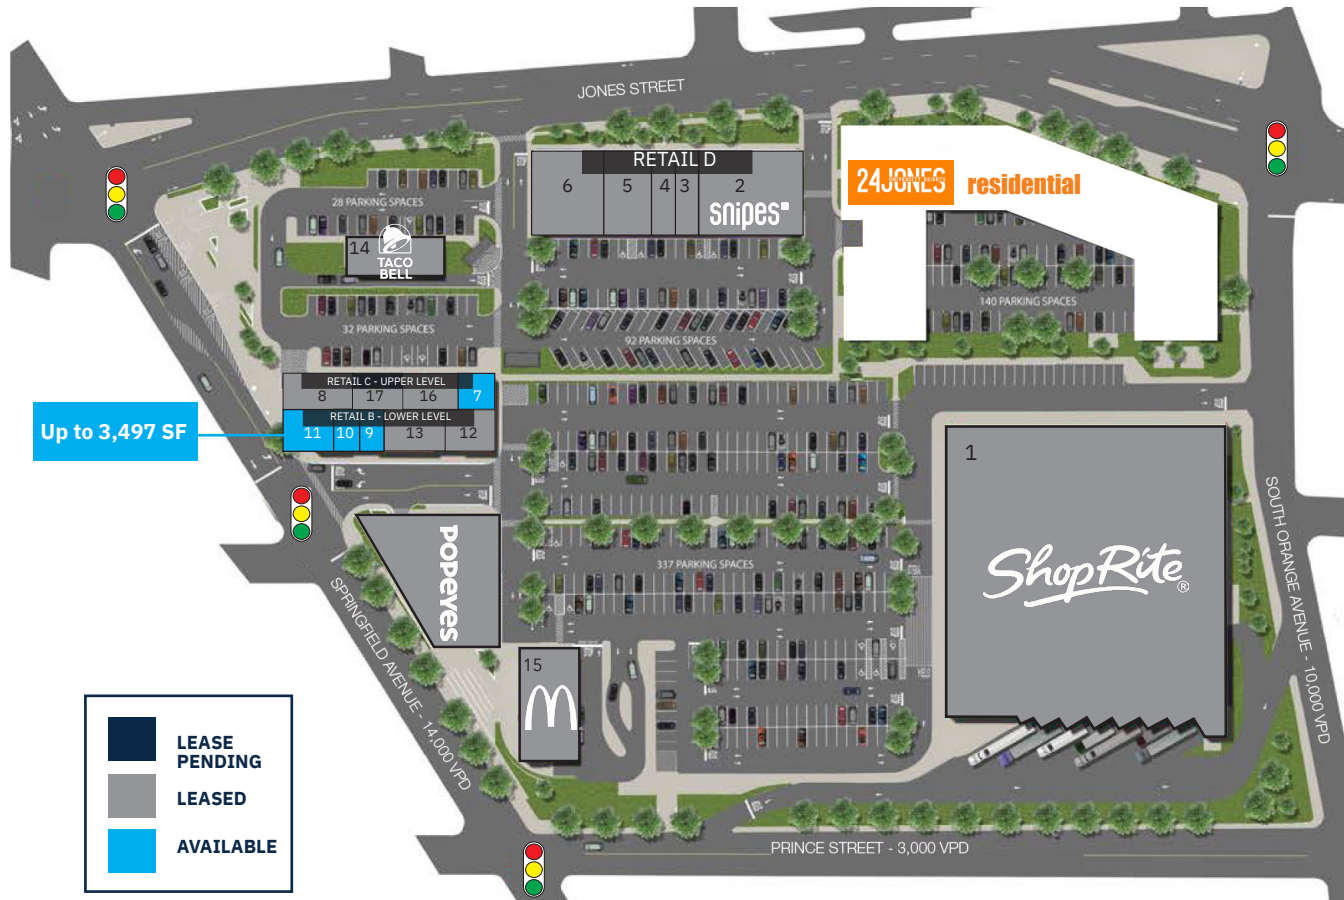 JONES STREET
RETAIL D
6
5
4
3
2
snipes
24JONES
residential
28 PARKING SPACES
14
TACO
BELL
140 PARKING SPACES
32 PARKING SPACES
92 PARKING SPACES
RETAIL C - UPPER LEVEL
8
17
16
7
RETAIL B - LOWER LEVEL
11
10
9
13
12
Up to 3,497 SF
1
ShopRite®
POPEYES
337 PARKING SPACES
15
SPRINGFIELD AVENUE - 14,000 VPD
SOUTH ORANGE AVENUE - 10,000 VPD
PRINCE STREET - 3,000 VPD
LEASE
PENDING
LEASED
AVAILABLE